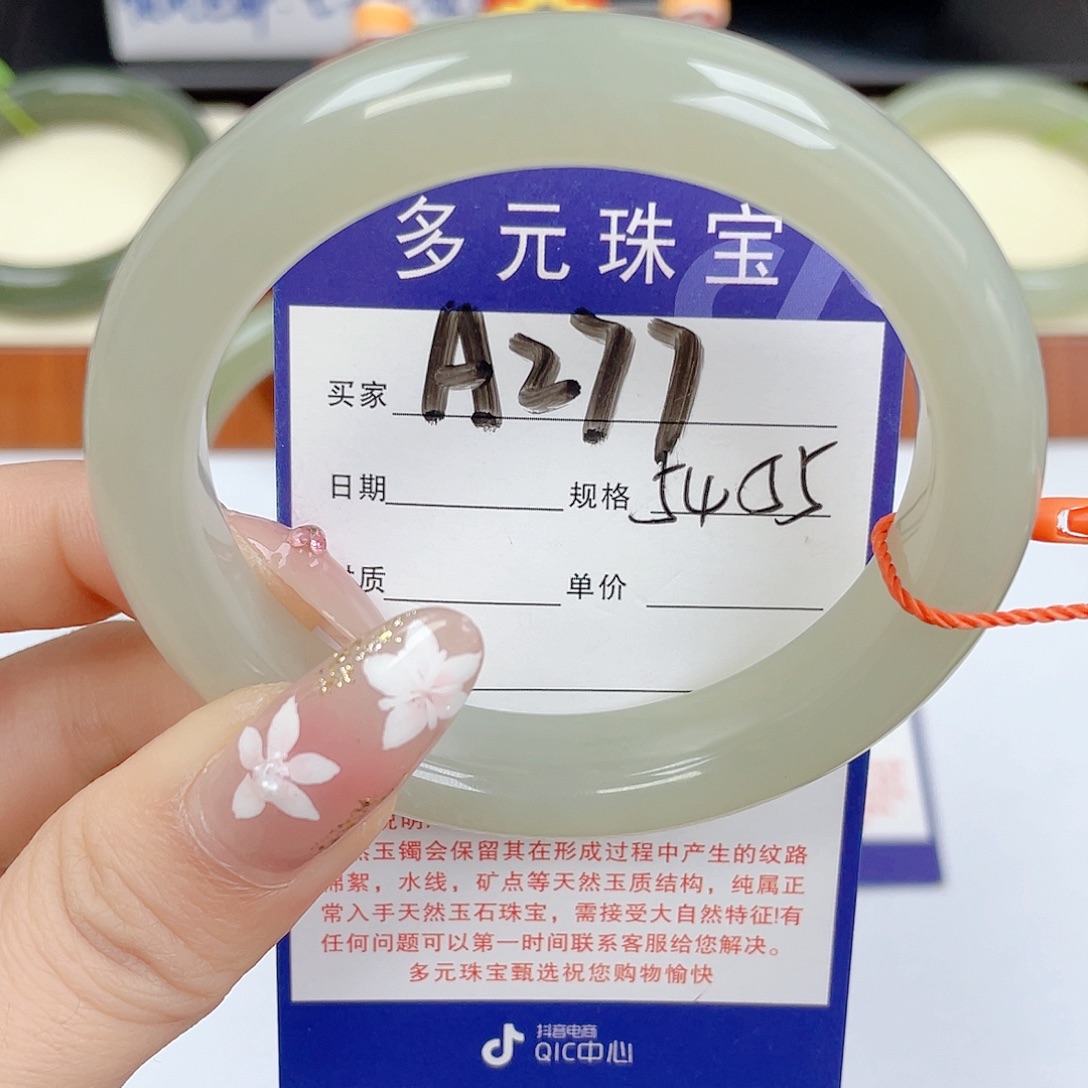 多元珠宝
买家 A277
日期 规格 5405
质 单价
说明
玉镯会保留其在形成过程中产生的纹路
棉絮，水线，矿点等天然玉质结构，纯属正
常入手天然玉石珠宝，需接受大自然特征!有
任何问题可以第一时间联系客服给您解决。
多元珠宝甄选祝您购物愉快
抖音电商
QIC中心